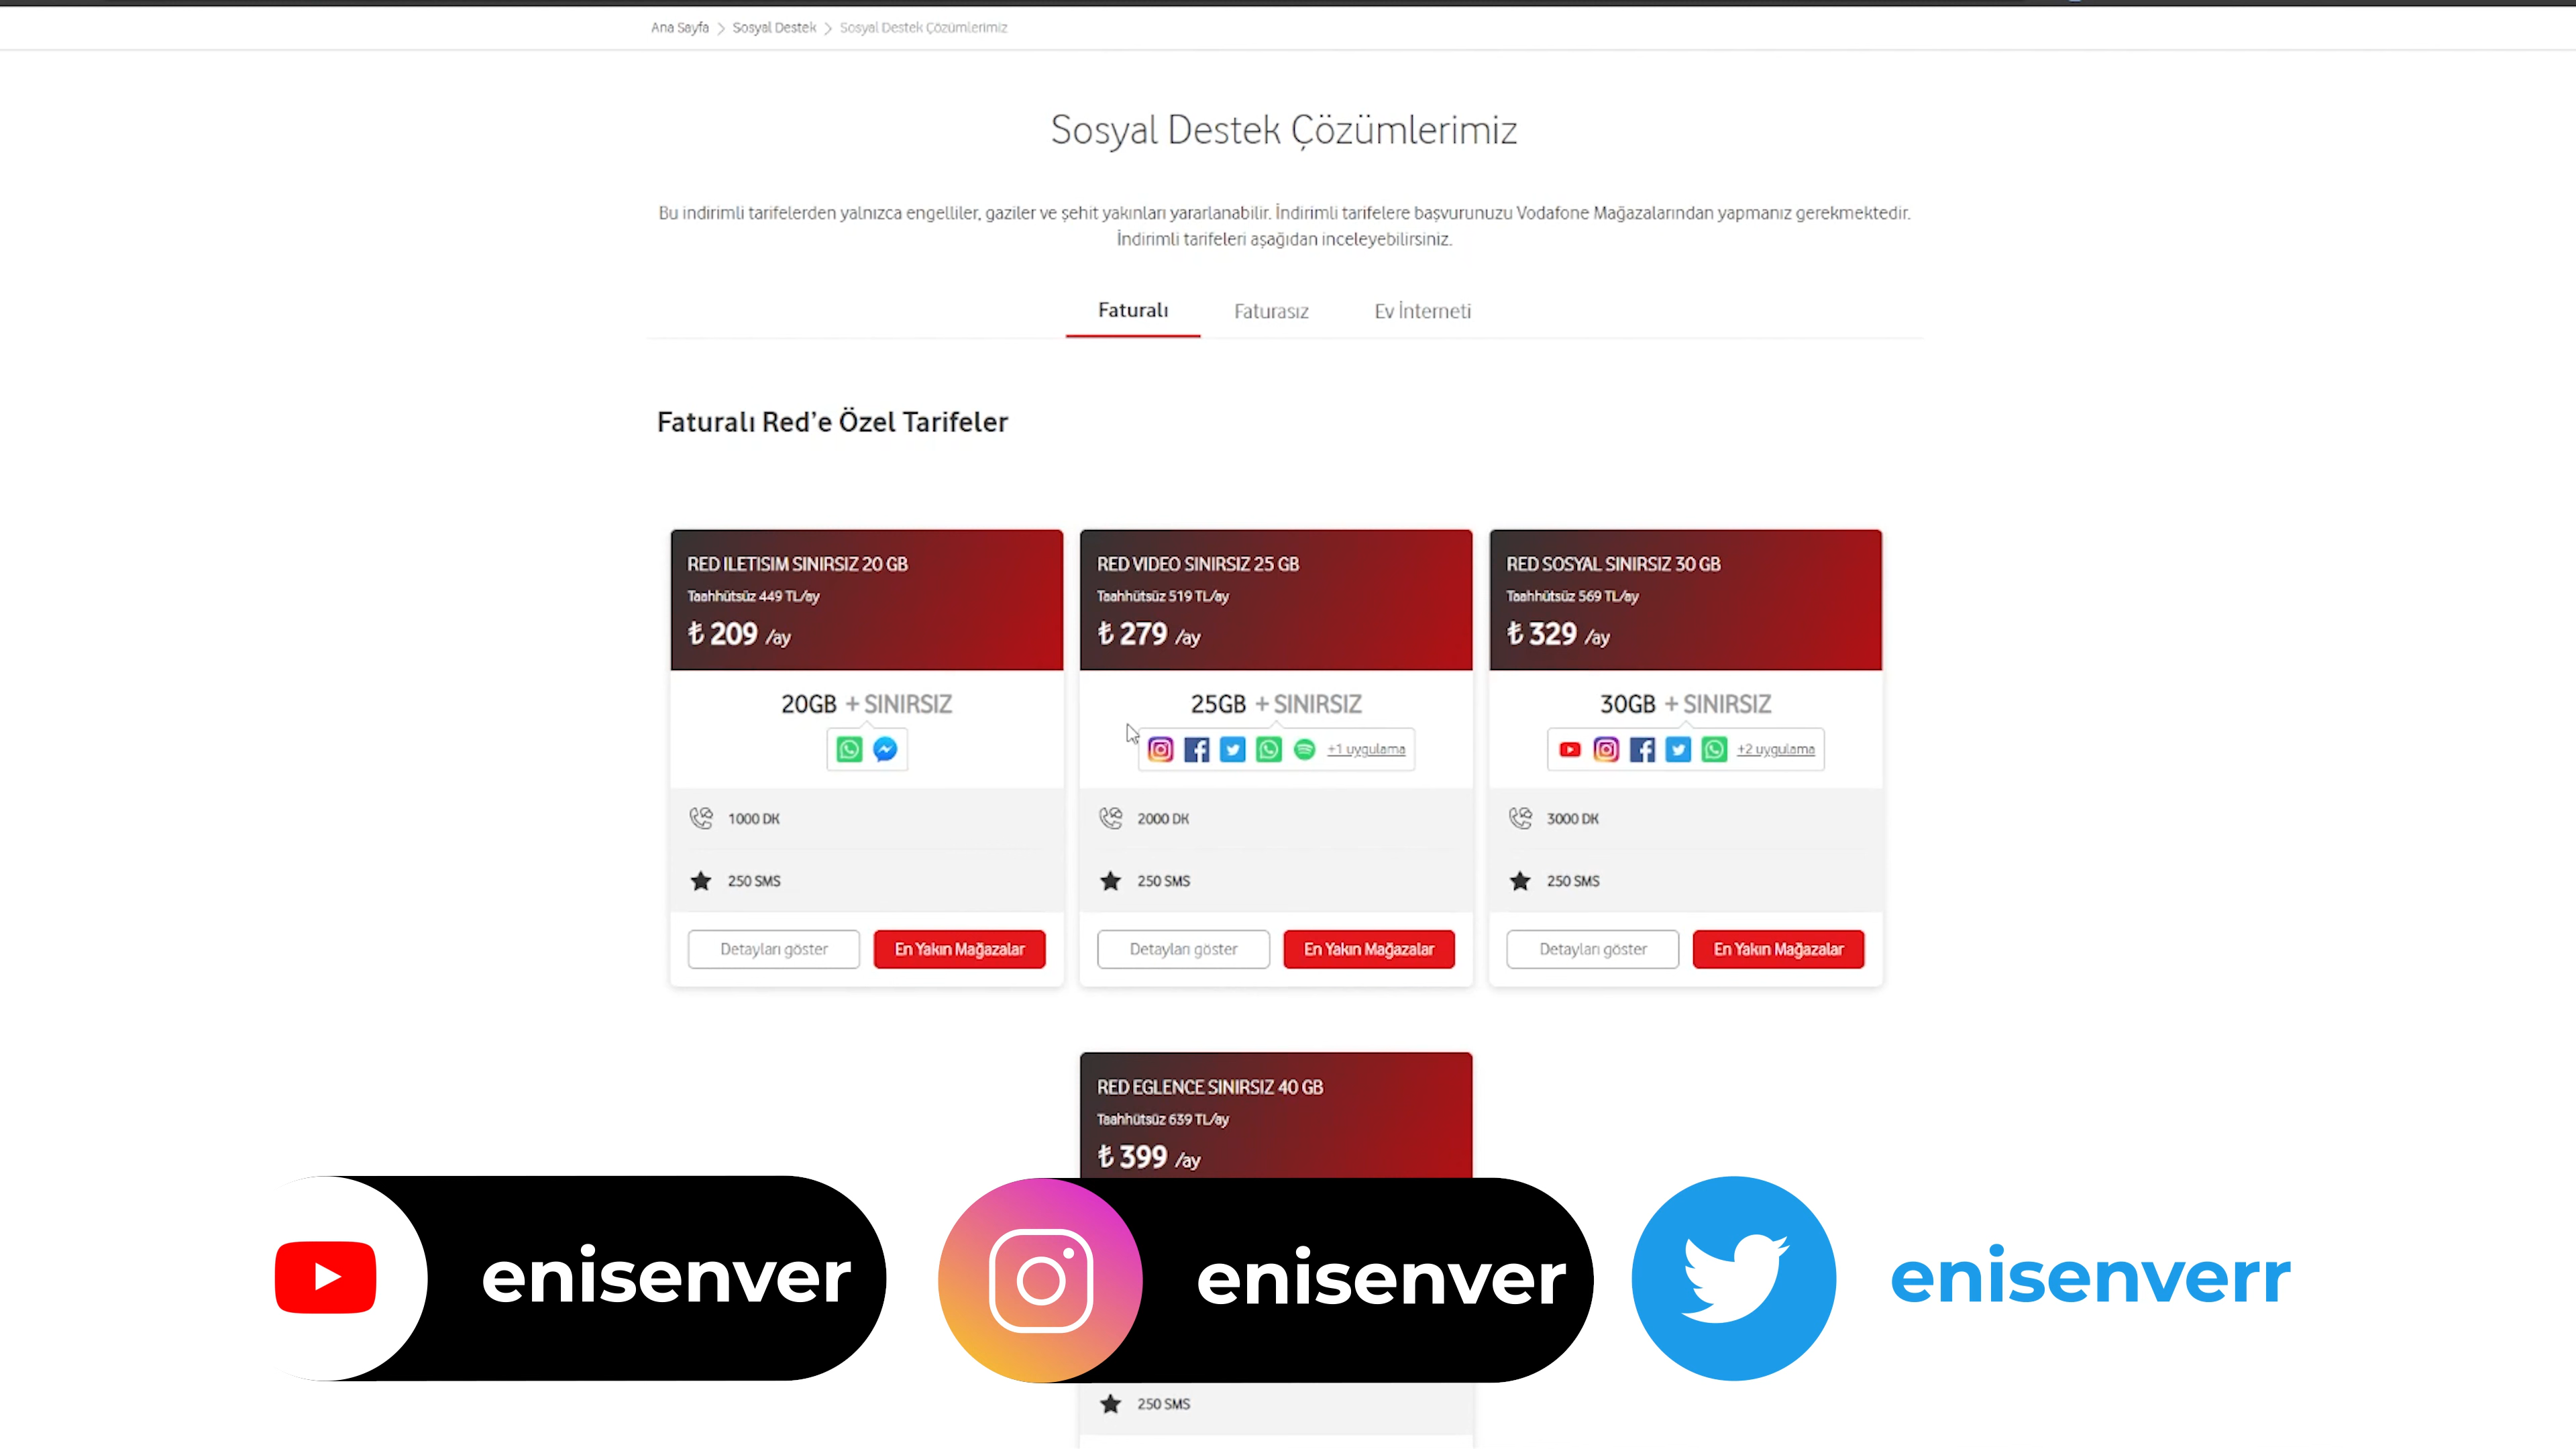 Ana Sayfa > Sosyal Destek > Sosyal Destek Çözümlerimiz
Sosyal Destek Çözümlerimiz
Bu indirimli tarifelerden yalnızca engelliler, gaziler ve şehit yakınları yararlanabilir. İndirimli tarifelere başvurunuzu Vodafone Mağazalarından yapmanız gerekmektedir.
İndirimli tarifeleri aşağıdan inceleyebilirsiniz.
Faturalı Faturasız Ev İnterneti
Faturalı Red'e Özel Tarifeler
RED ILETISIM SINIRSIZ 20 GB
Taahhütsüz 449 TL/ay
₺ 209 /ay
20GB + SINIRSIZ
1000 DK
250 SMS
Detayları göster En Yakın Mağazalar
RED VIDEO SINIRSIZ 25 GB
Taahhütsüz 519 TL/ay
₺ 279 /ay
25GB + SINIRSIZ
+1 uygulama
2000 DK
250 SMS
Detayları göster En Yakın Mağazalar
RED SOSYAL SINIRSIZ 30 GB
Taahhütsüz 569 TL/ay
₺ 329 /ay
30GB + SINIRSIZ
+2 uygulama
3000 DK
250 SMS
Detayları göster En Yakın Mağazalar
RED EGLENCE SINIRSIZ 40 GB
Taahhütsüz 639 TL/ay
₺ 399 /ay
250 SMS
enisenver
enisenver
enisenverr